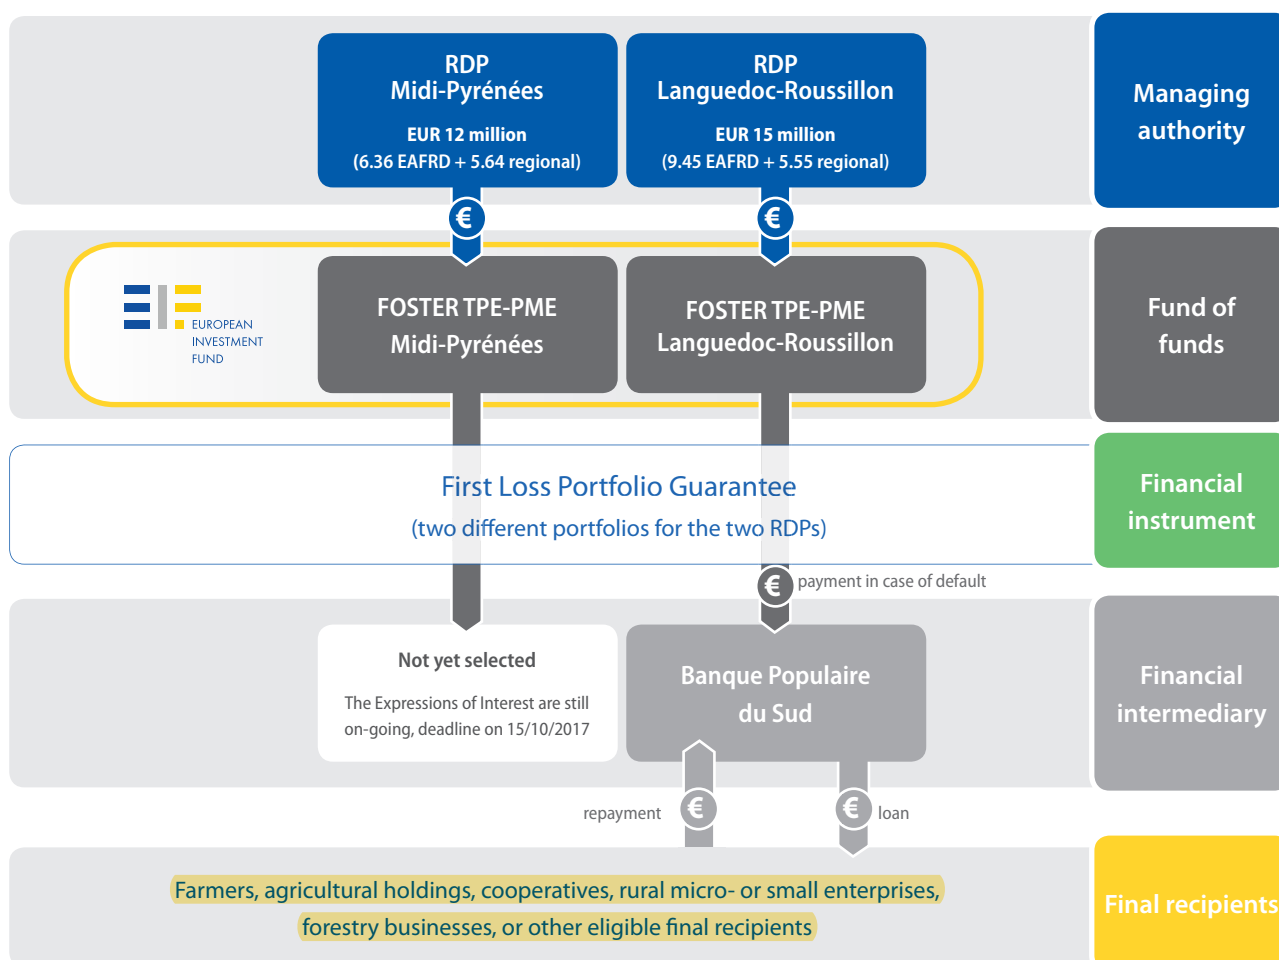 RDP
Midi-Pyrénées
EUR 12 million
(6.36 EAFRD + 5.64 regional)
RDP
Languedoc-Roussillon
EUR 15 million
(9.45 EAFRD + 5.55 regional)
Managing
authority
€
€
EIF
EUROPEAN
INVESTMENT
FUND
FOSTER TPE-PME
Midi-Pyrénées
FOSTER TPE-PME
Languedoc-Roussillon
Fund of
funds
First Loss Portfolio Guarantee
(two different portfolios for the two RDPs)
Financial
instrument
€
payment in case of default
Not yet selected
The Expressions of Interest are still
on-going, deadline on 15/10/2017
Banque Populaire
du Sud
Financial
intermediary
repayment
€
€
loan
Farmers, agricultural holdings, cooperatives, rural micro- or small enterprises,
forestry businesses, or other eligible final recipients
Final recipients